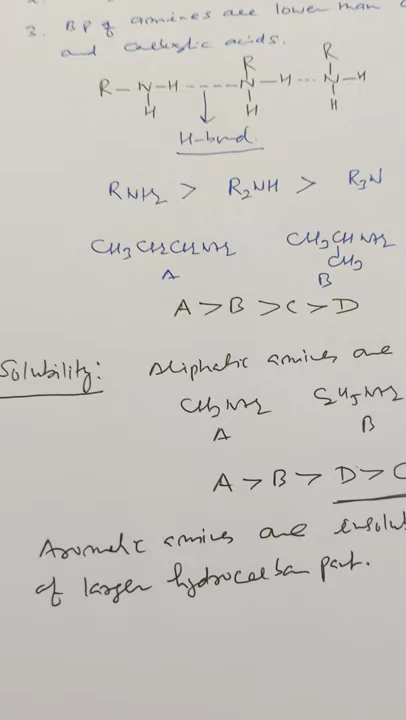 3. BP of amines are lower than
and carboxylic acids.
R
R
R – N – H ---- N – H ... N – H
H
H
H
H-bond
RNH2 > R2NH > R3N
CH3CH2CH2NH2 CH3CHNH2
CH3
A B
A > B > C > D
Solubility: Aliphatic amines are
CH3NH2 C2H5NH2
A B
A > B > D > C
Aromatic amines are insolu
of larger hydrocarbon part.